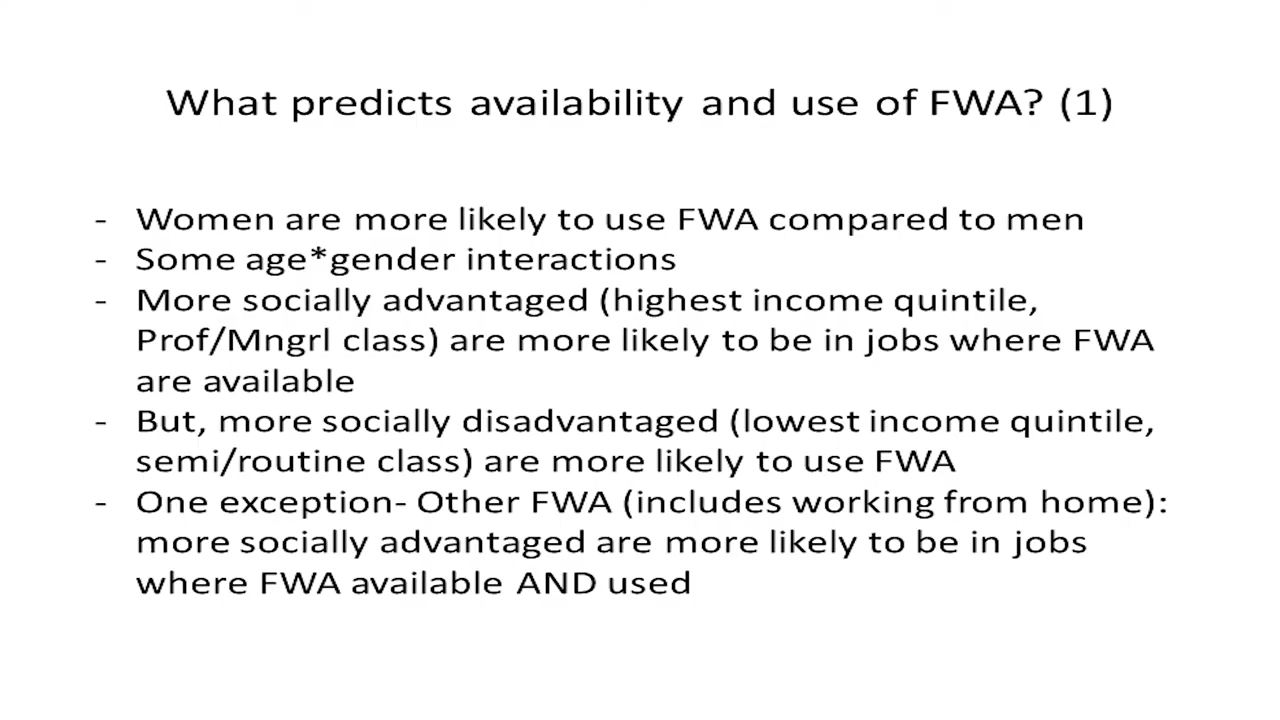 What predicts availability and use of FWA? (1)
- Women are more likely to use FWA compared to men
- Some age*gender interactions
- More socially advantaged (highest income quintile,
Prof/Mngrl class) are more likely to be in jobs where FWA
are available
- But, more socially disadvantaged (lowest income quintile,
semi/routine class) are more likely to use FWA
- One exception- Other FWA (includes working from home):
more socially advantaged are more likely to be in jobs
where FWA available AND used